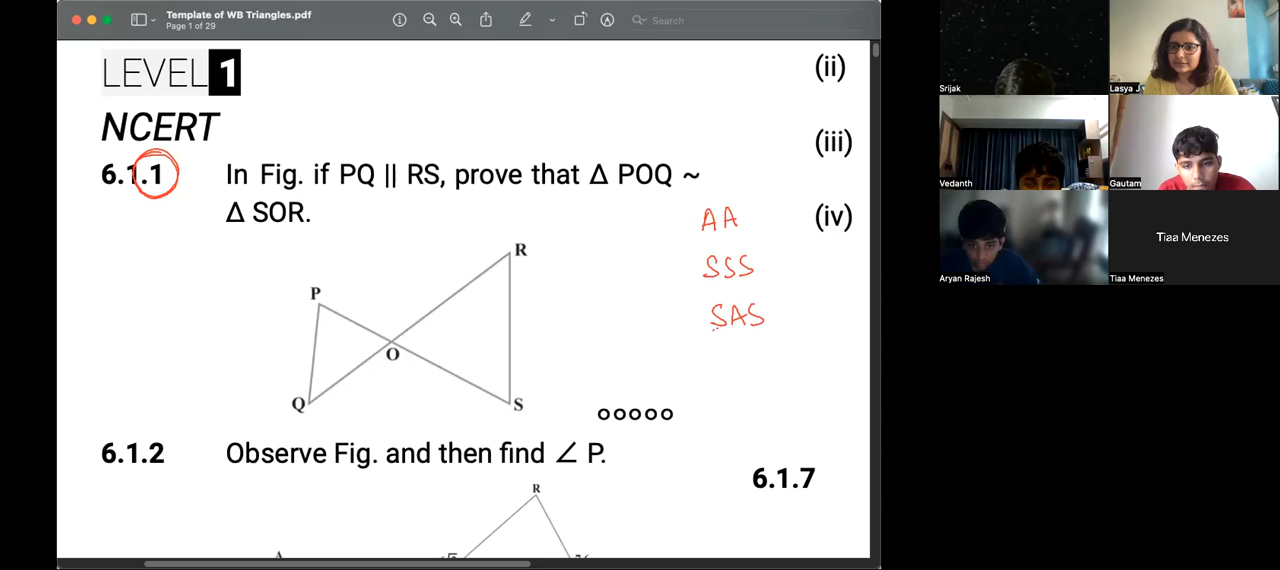 Template of WB Triangles.pdf
Page 1 of 29
Search
LEVEL 1
(ii)
NCERT
(iii)
6.1.1 In Fig. if PQ || RS, prove that Δ POQ ~
Δ SOR.
(iv)
AA
SSS
SAS
R
P
O
Q
S
6.1.2 Observe Fig. and then find ∠ P.
6.1.7
R
A
Srijak
Lasya J
Vedanth
Gautam
Aryan Rajesh
Tiaa Menezes
Tiaa Menezes